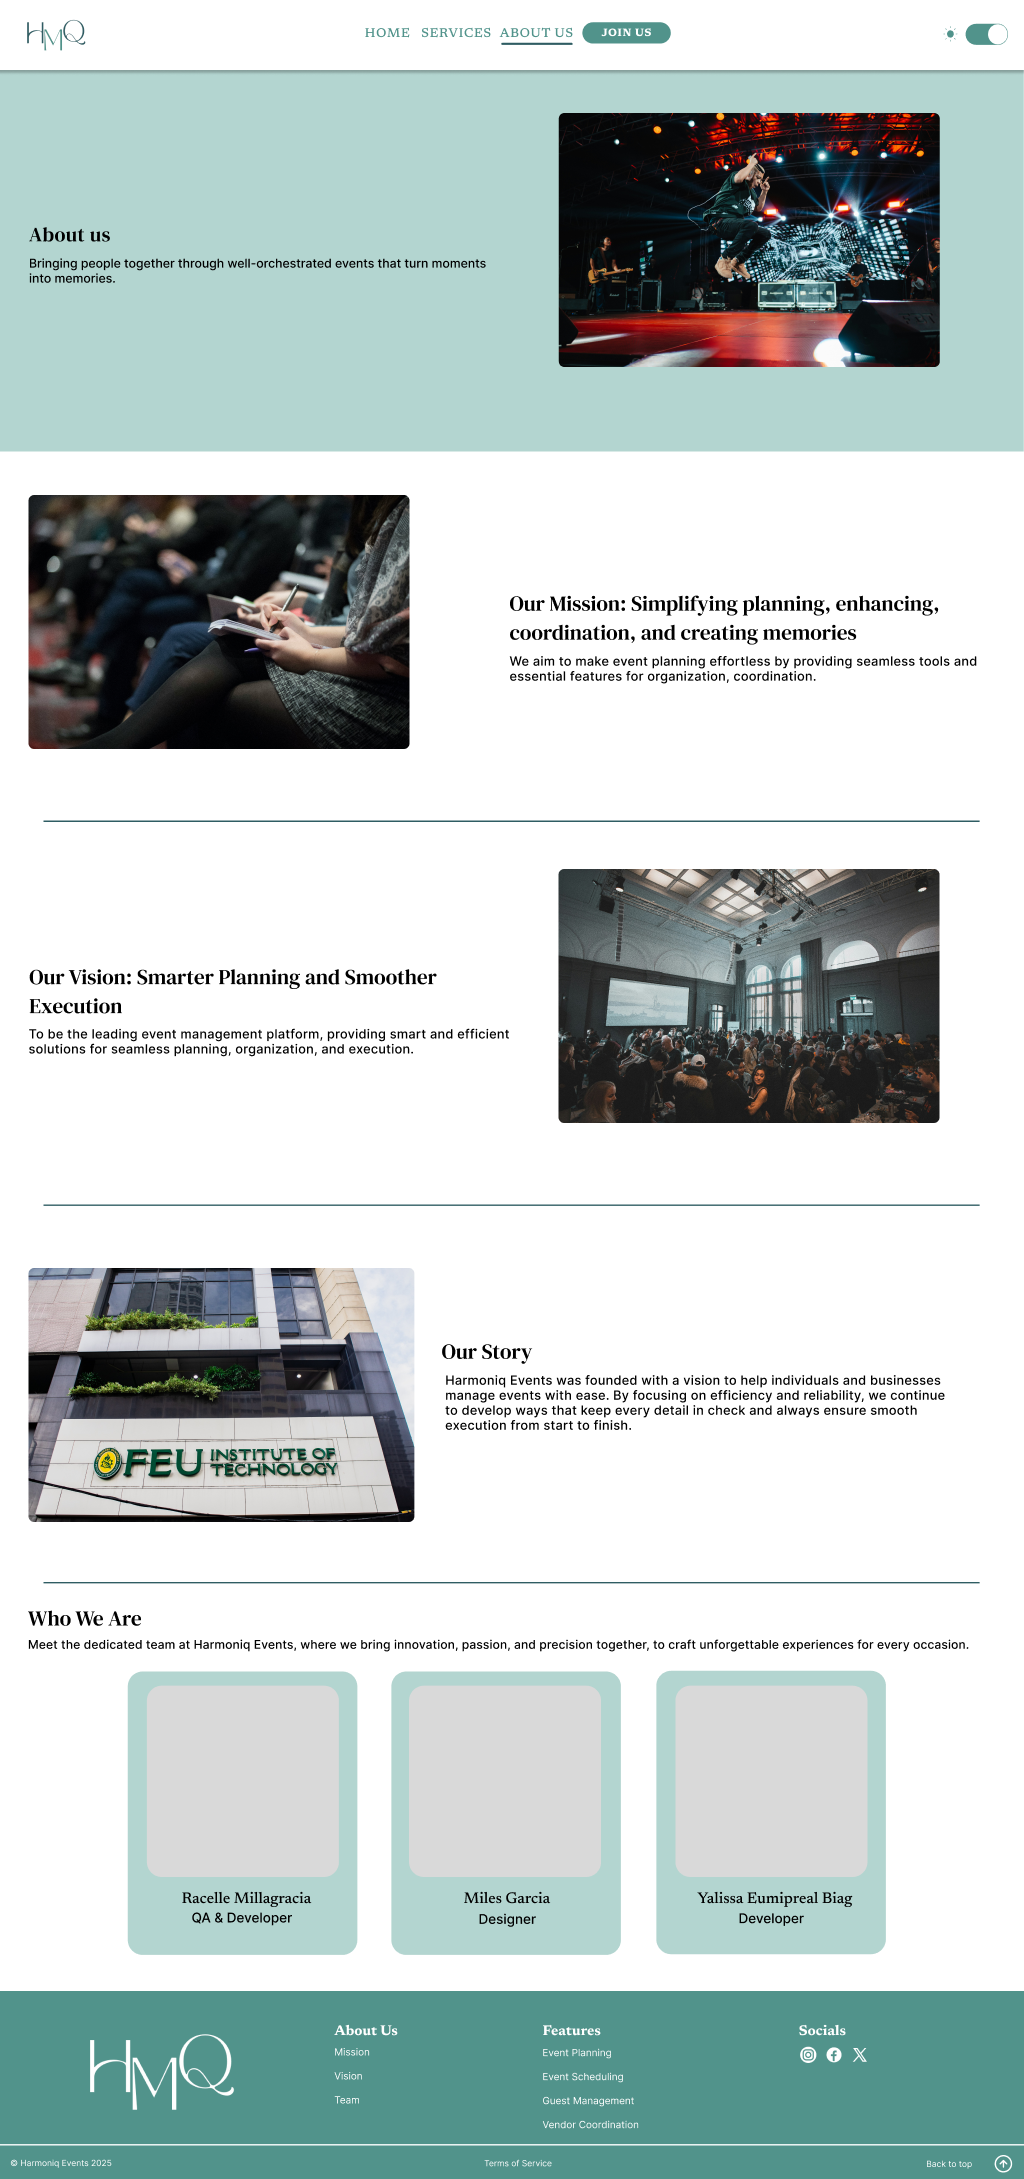 HMQ
HOME SERVICES ABOUT US JOIN US
About us
Bringing people together through well-orchestrated events that turn moments
into memories.
Our Mission: Simplifying planning, enhancing,
coordination, and creating memories
We aim to make event planning effortless by providing seamless tools and
essential features for organization, coordination.
Our Vision: Smarter Planning and Smoother
Execution
To be the leading event management platform, providing smart and efficient
solutions for seamless planning, organization, and execution.
FEU INSTITUTE OF
TECHNOLOGY
Our Story
Harmoniq Events was founded with a vision to help individuals and businesses
manage events with ease. By focusing on efficiency and reliability, we continue
to develop ways that keep every detail in check and always ensure smooth
execution from start to finish.
Who We Are
Meet the dedicated team at Harmoniq Events, where we bring innovation, passion, and precision together, to craft unforgettable experiences for every occasion.
Racelle Millagracia
QA & Developer
Miles Garcia
Designer
Yalissa Eumipreal Biag
Developer
HMQ
About Us
Mission
Vision
Team
Features
Event Planning
Event Scheduling
Guest Management
Vendor Coordination
Socials
© Harmoniq Events 2025
Terms of Service
Back to top